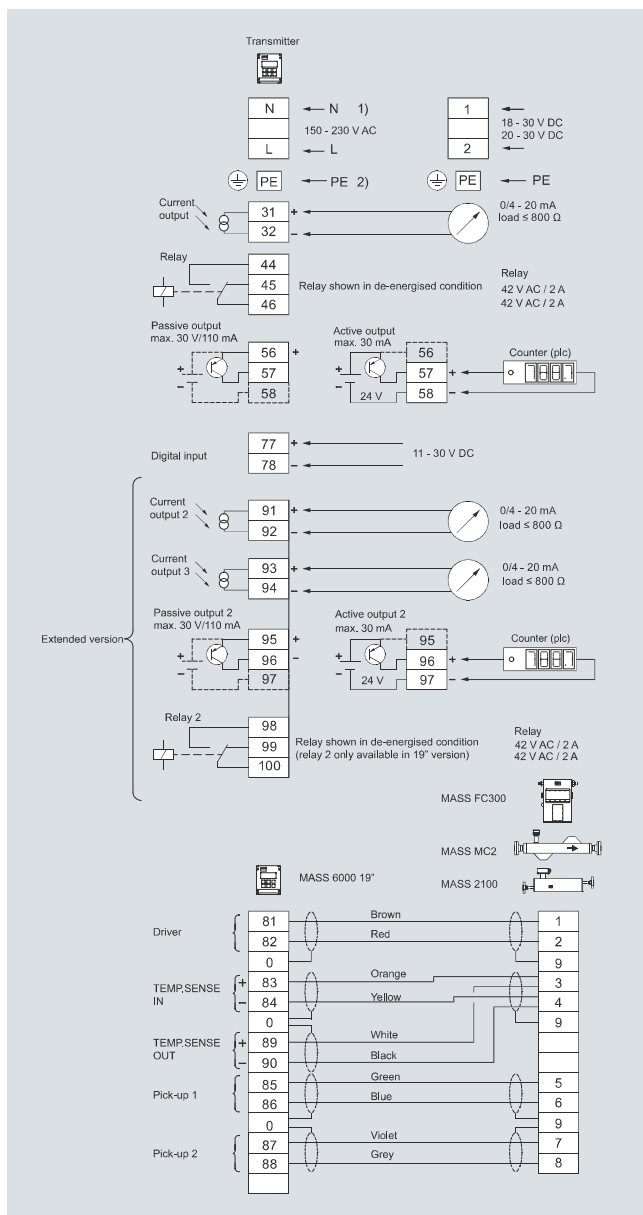 Transmitter
N N 1) 1
150 - 230 V AC 18 - 30 V DC
20 - 30 V DC
L L 2
PE PE 2) PE PE
Current
output
31 +
32 −
0/4 - 20 mA
load ≤ 800 Ω
Relay
44
45
46
Relay shown in de-energised condition
Relay
42 V AC / 2 A
42 V AC / 2 A
Passive output
max. 30 V/110 mA
+
−
56 +
57
58
Active output
max. 30 mA
+
−
24 V
56
57 +
58 −
Counter (plc)
Digital input
77 +
78 −
11 - 30 V DC
Extended version
Current
output 2
91 +
92 −
0/4 - 20 mA
load ≤ 800 Ω
Current
output 3
93 +
94 −
0/4 - 20 mA
load ≤ 800 Ω
Passive output 2
max. 30 V/110 mA
+
−
95 +
96 −
97
Active output 2
max. 30 mA
+
−
24 V
95
96 +
97 −
Counter (plc)
Relay 2
98
99
100
Relay shown in de-energised condition
(relay 2 only available in 19" version)
Relay
42 V AC / 2 A
42 V AC / 2 A
MASS FC300
MASS MC2
MASS 6000 19"
MASS 2100
Driver
81 Brown 1
82 Red 2
0 9
TEMP,SENSE
IN
+ 83 Orange 3
− 84 Yellow 4
0 9
TEMP,SENSE
OUT
+ 89 White
− 90 Black
Pick-up 1
85 Green 5
86 Blue 6
0 9
Pick-up 2
87 Violet 7
88 Grey 8